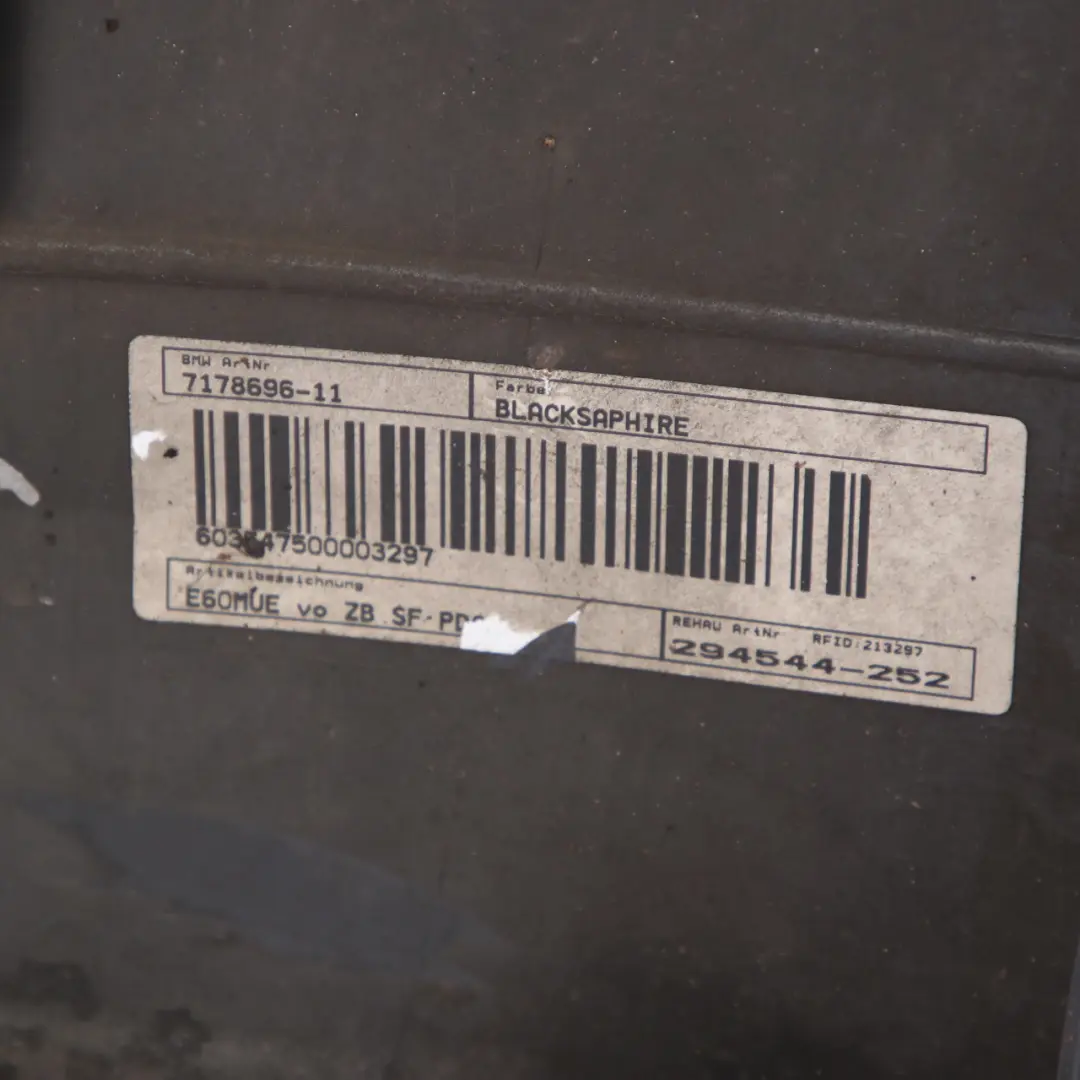 BMW ArtNr
7178696-11
Farbe
BLACKSAPHIRE
Artikelbezeichnung
E60MUE vo ZB SF-
REHAU ArtNr RFID:213297
294544-252